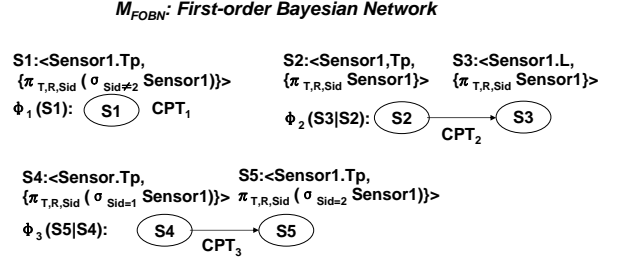 M_FOBN: First-order Bayesian Network
S1:<Sensor1.Tp, S2:<Sensor1,Tp, S3:<Sensor1.L,
{π T,R,Sid ( σ Sid≠2 Sensor1)}> {π T,R,Sid Sensor1}> {π T,R,Sid Sensor1}>
Φ1 (S1): S1 CPT1 Φ2 (S3|S2): S2 S3
CPT2
S4:<Sensor.Tp, S5:<Sensor1.Tp,
{π T,R,Sid ( σ Sid=1 Sensor1)}> π T,R,Sid ( σ Sid=2 Sensor1)}>
Φ3 (S5|S4): S4 S5
CPT3